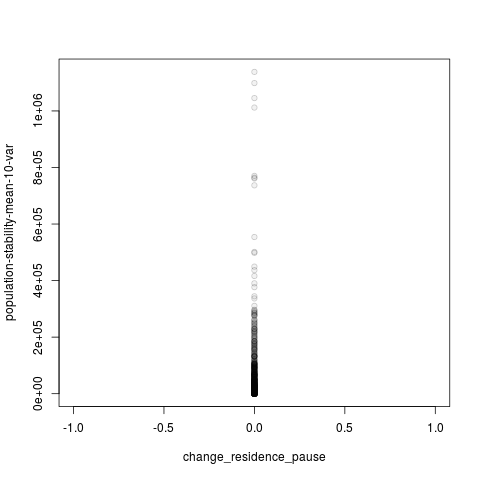 1e+06
8e+05
6e+05
4e+05
2e+05
0e+00
population-stability-mean-10-var
-1.0
-0.5
0.0
0.5
1.0
change_residence_pause